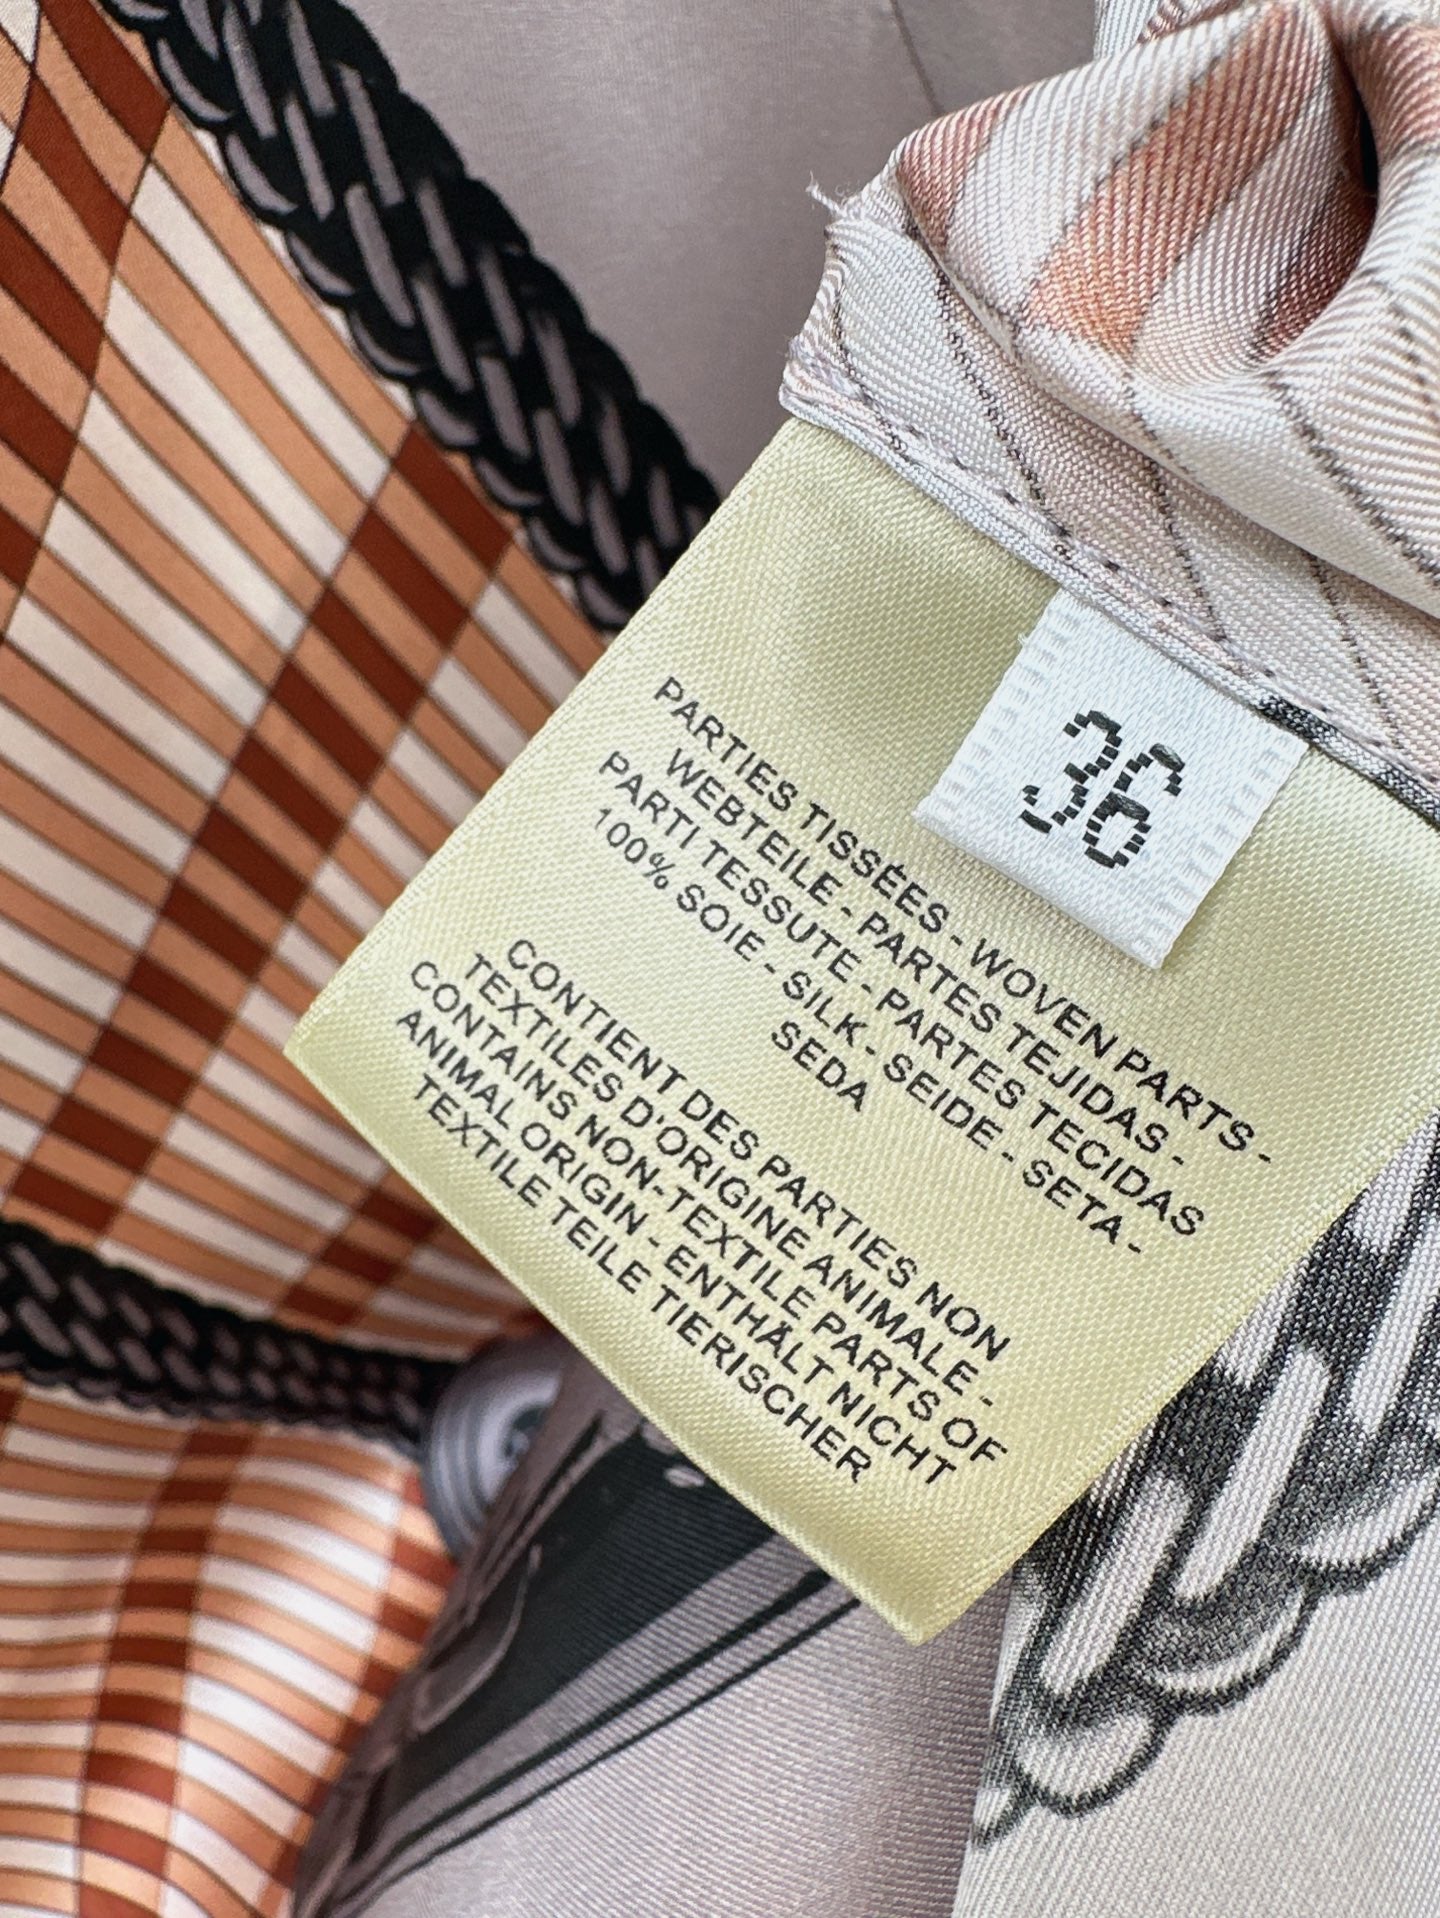 36
PARTIES TISSÉES - WOVEN PARTS -
WEBTEILE - PARTES TEJIDAS -
PARTI TESSUTE - PARTES TECIDAS
100% SOIE - SILK - SEIDE - SETA -
SEDA
CONTIENT DES PARTIES NON
TEXTILES D'ORIGINE ANIMALE -
CONTAINS NON-TEXTILE PARTS OF
ANIMAL ORIGIN - ENTHÄLT NICHT
TEXTILE TEILE TIERISCHER